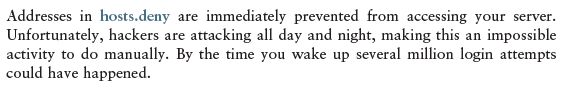 Addresses in hosts.deny are immediately prevented from accessing your server.
Unfortunately, hackers are attacking all day and night, making this an impossible
activity to do manually. By the time you wake up several million login attempts
could have happened.